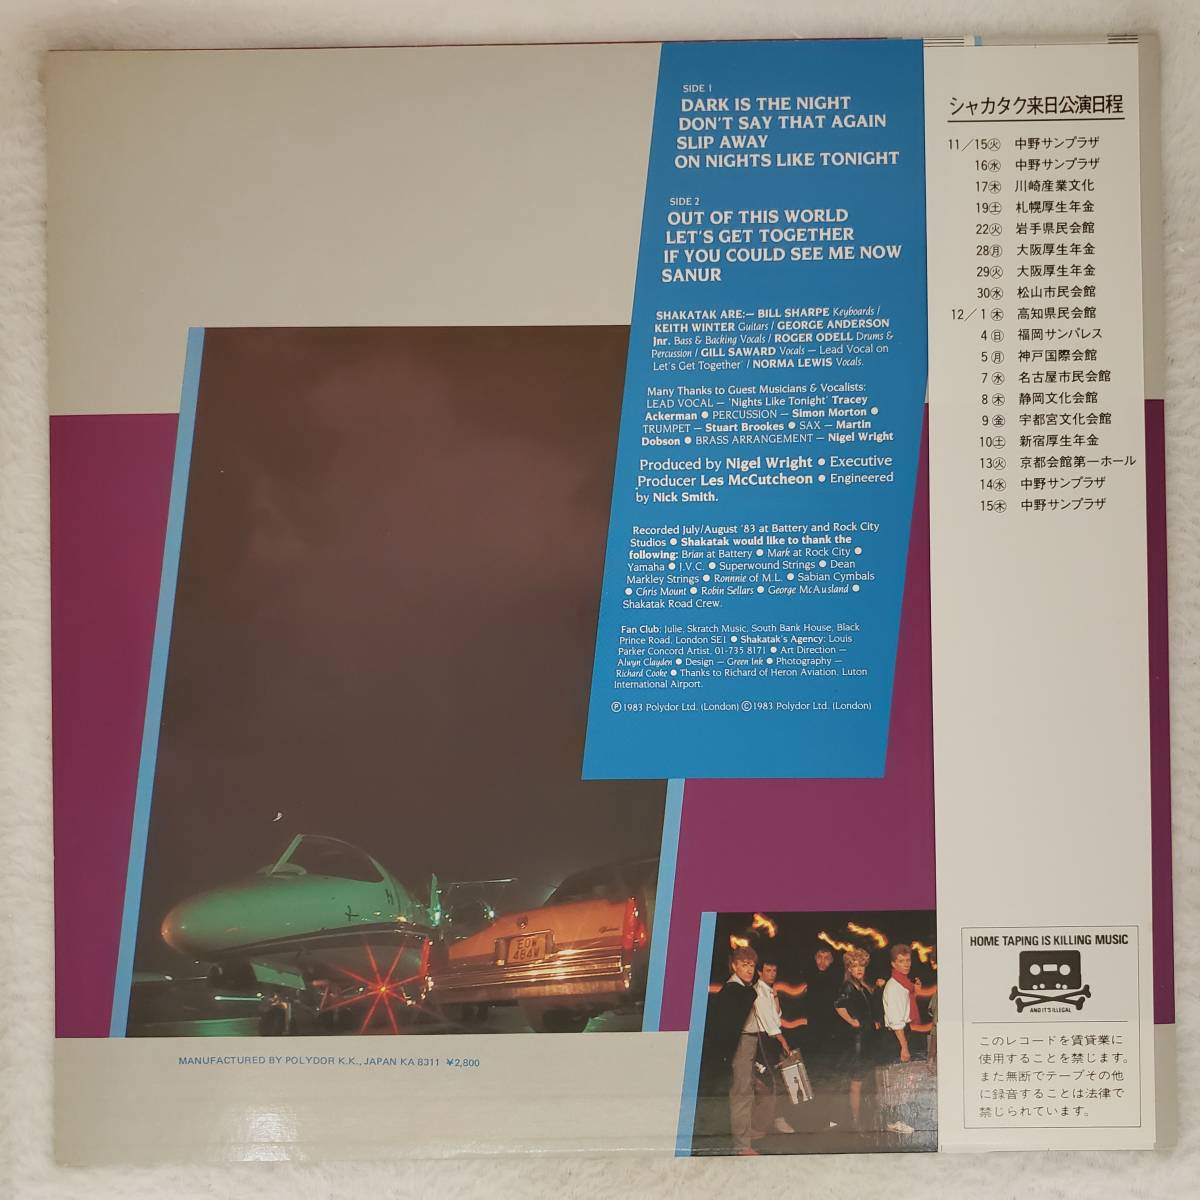 SIDE 1
DARK IS THE NIGHT
DON'T SAY THAT AGAIN
SLIP AWAY
ON NIGHTS LIKE TONIGHT
SIDE 2
OUT OF THIS WORLD
LET'S GET TOGETHER
IF YOU COULD SEE ME NOW
SANUR
SHAKATAK ARE:— BILL SHARPE Keyboards /
KEITH WINTER Guitars / GEORGE ANDERSON
Jnr. Bass & Backing Vocals / ROGER ODELL Drums &
Percussion / GILL SAWARD Vocals — Lead Vocal on
Let's Get Together' / NORMA LEWIS Vocals.
Many Thanks to Guest Musicians & Vocalists:
LEAD VOCAL — 'Nights Like Tonight' Tracey
Ackerman ● PERCUSSION — Simon Morton ●
TRUMPET — Stuart Brookes ● SAX — Martin
Dobson ● BRASS ARRANGEMENT — Nigel Wright
Produced by Nigel Wright ● Executive
Producer Les McCutcheon ● Engineered
by Nick Smith.
Recorded July/August '83 at Battery and Rock City
Studios ● Shakatak would like to thank the
following: Brian at Battery ● Mark at Rock City ●
Yamaha ● J.V.C. ● Superwound Strings ● Dean
Markley Strings ● Ronnnie of M.L. ● Sabian Cymbals
● Chris Mount ● Robin Sellars ● George McAusland ●
Shakatak Road Crew.
Fan Club: Julie, Skratch Music, South Bank House, Black
Prince Road, London SE1 ● Shakatak's Agency: Louis
Parker Concord Artist, 01-735 8171 ● Art Direction —
Alwyn Clayden ● Design — Green Ink ● Photography —
Richard Cooke ● Thanks to Richard of Heron Aviation, Luton
International Airport.
Ⓟ1983 Polydor Ltd. (London) ©1983 Polydor Ltd. (London)
EOW
484W
MANUFACTURED BY POLYDOR K.K., JAPAN KA 8311 ¥2,800
シャカタク来日公演日程
11/15㊋ 中野サンプラザ
16㊌ 中野サンプラザ
17㊍ 川崎産業文化
19㊏ 札幌厚生年金
22㊋ 岩手県民会館
28㊊ 大阪厚生年金
29㊋ 大阪厚生年金
30㊌ 松山市民会館
12/1㊍ 高知県民会館
4㊐ 福岡サンパレス
5㊊ 神戸国際会館
7㊌ 名古屋市民会館
8㊍ 静岡文化会館
9㊎ 宇都宮文化会館
10㊏ 新宿厚生年金
13㊋ 京都会館第一ホール
14㊌ 中野サンプラザ
15㊍ 中野サンプラザ
HOME TAPING IS KILLING MUSIC
AND IT'S ILLEGAL
このレコードを賃貸業に
使用することを禁じます。
また無断でテープその他
に録音することは法律で
禁じられています。